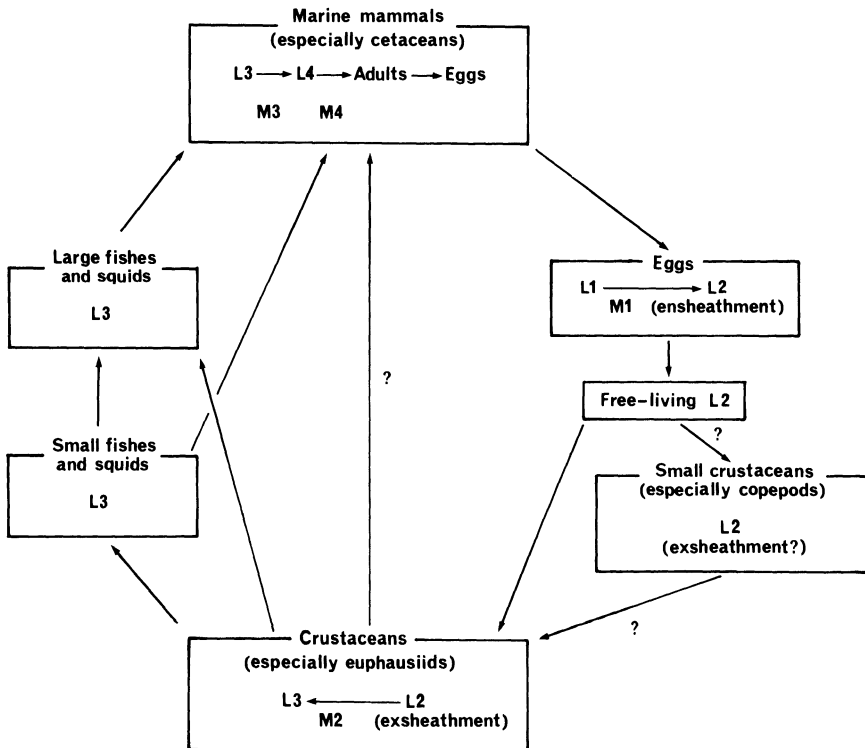 Marine mammals
(especially cetaceans)
L3 → L4 → Adults → Eggs
M3 M4
Large fishes
and squids
L3
Eggs
L1 → L2
M1 (ensheathment)
?
Free-living L2
?
Small fishes
and squids
L3
Small crustaceans
(especially copepods)
L2
(exsheathment?)
?
Crustaceans
(especially euphausiids)
L3 ← L2
M2 (exsheathment)